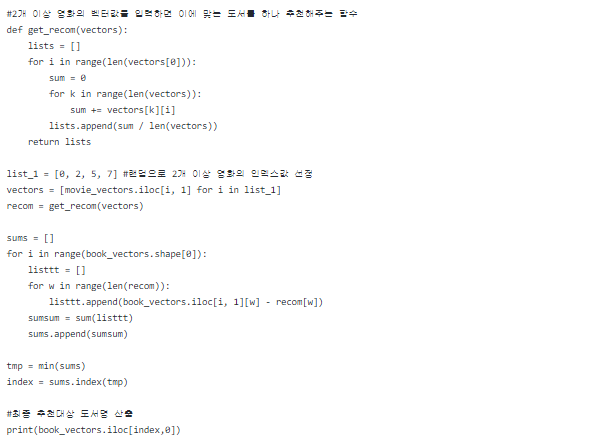 #2개 이상 영화의 벡터값을 입력하면 이에 맞는 도서를 하나 추천해주는 함수
def get_recom(vectors):
    lists = []
    for i in range(len(vectors[0])):
        sum = 0
        for k in range(len(vectors)):
            sum += vectors[k][i]
        lists.append(sum / len(vectors))
    return lists

list_1 = [0, 2, 5, 7] #랜덤으로 2개 이상 영화의 인덱스값 선정
vectors = [movie_vectors.iloc[i, 1] for i in list_1]
recom = get_recom(vectors)

sums = []
for i in range(book_vectors.shape[0]):
    listtt = []
    for w in range(len(recom)):
        listtt.append(book_vectors.iloc[i, 1][w] - recom[w])
    sumsum = sum(listtt)
    sums.append(sumsum)

tmp = min(sums)
index = sums.index(tmp)

#최종 추천대상 도서명 산출
print(book_vectors.iloc[index,0])